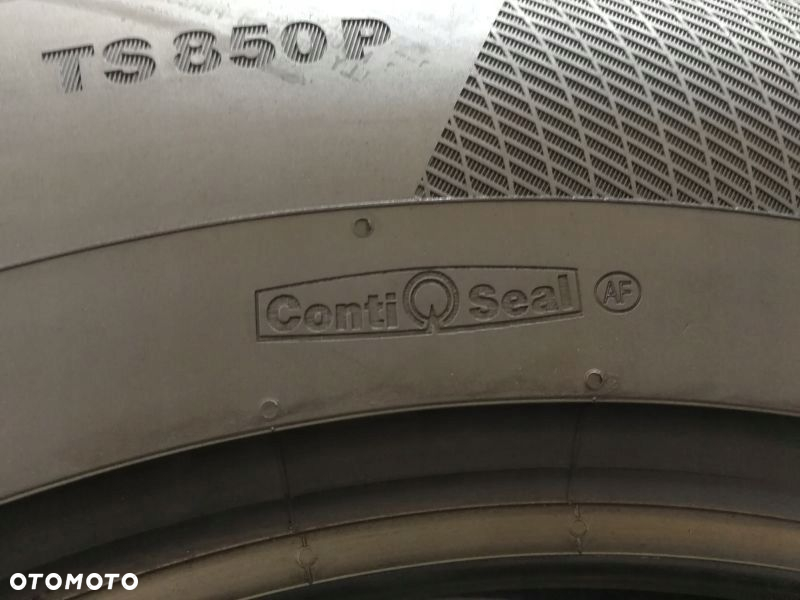 TS850P
Conti Seal AF
OTOMOTO